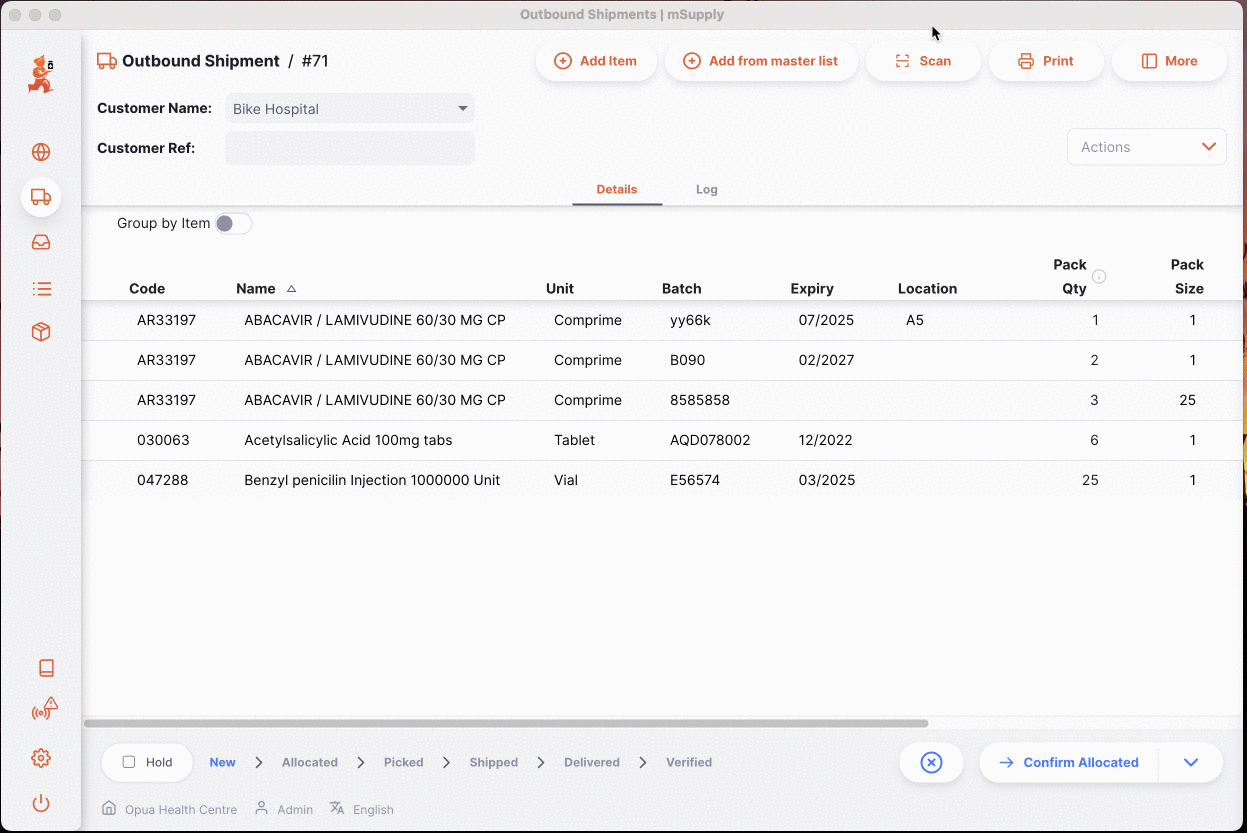 Outbound Shipments | mSupply
Outbound Shipment / #71
Add Item
Add from master list
Scan
Print
More
Customer Name: Bike Hospital
Customer Ref:
Actions
Details Log
Group by Item
Code Name Unit Batch Expiry Location Pack Qty Pack Size
AR33197 ABACAVIR / LAMIVUDINE 60/30 MG CP Comprime yy66k 07/2025 A5 1 1
AR33197 ABACAVIR / LAMIVUDINE 60/30 MG CP Comprime B090 02/2027 2 1
AR33197 ABACAVIR / LAMIVUDINE 60/30 MG CP Comprime 8585858 3 25
030063 Acetylsalicylic Acid 100mg tabs Tablet AQD078002 12/2022 6 1
047288 Benzyl penicilin Injection 1000000 Unit Vial E56574 03/2025 25 1
Hold New Allocated Picked Shipped Delivered Verified
Confirm Allocated
Opua Health Centre Admin English